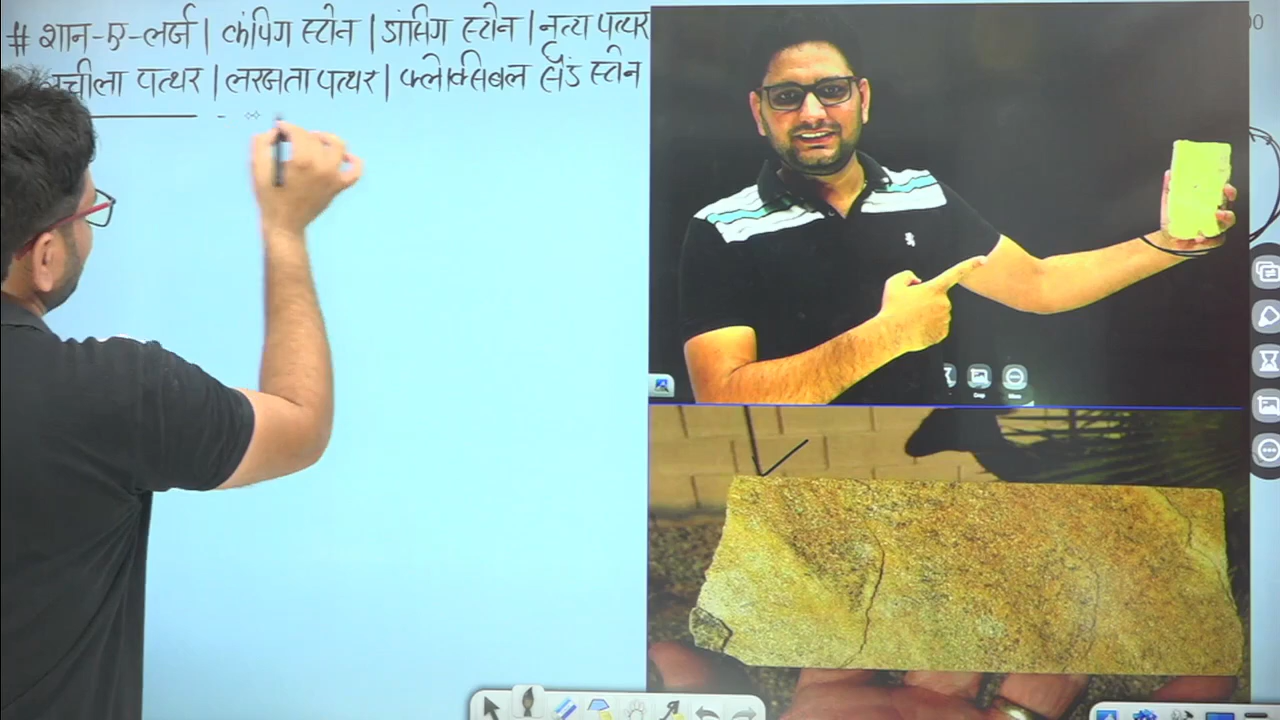 # शान-ए-लर्ज | कंपिग स्टोन | डांसिग स्टोन | नृत्य पत्थर
लचीला पत्थर | लरजता पत्थर | फ्लेक्सिबल सैंड स्टोन